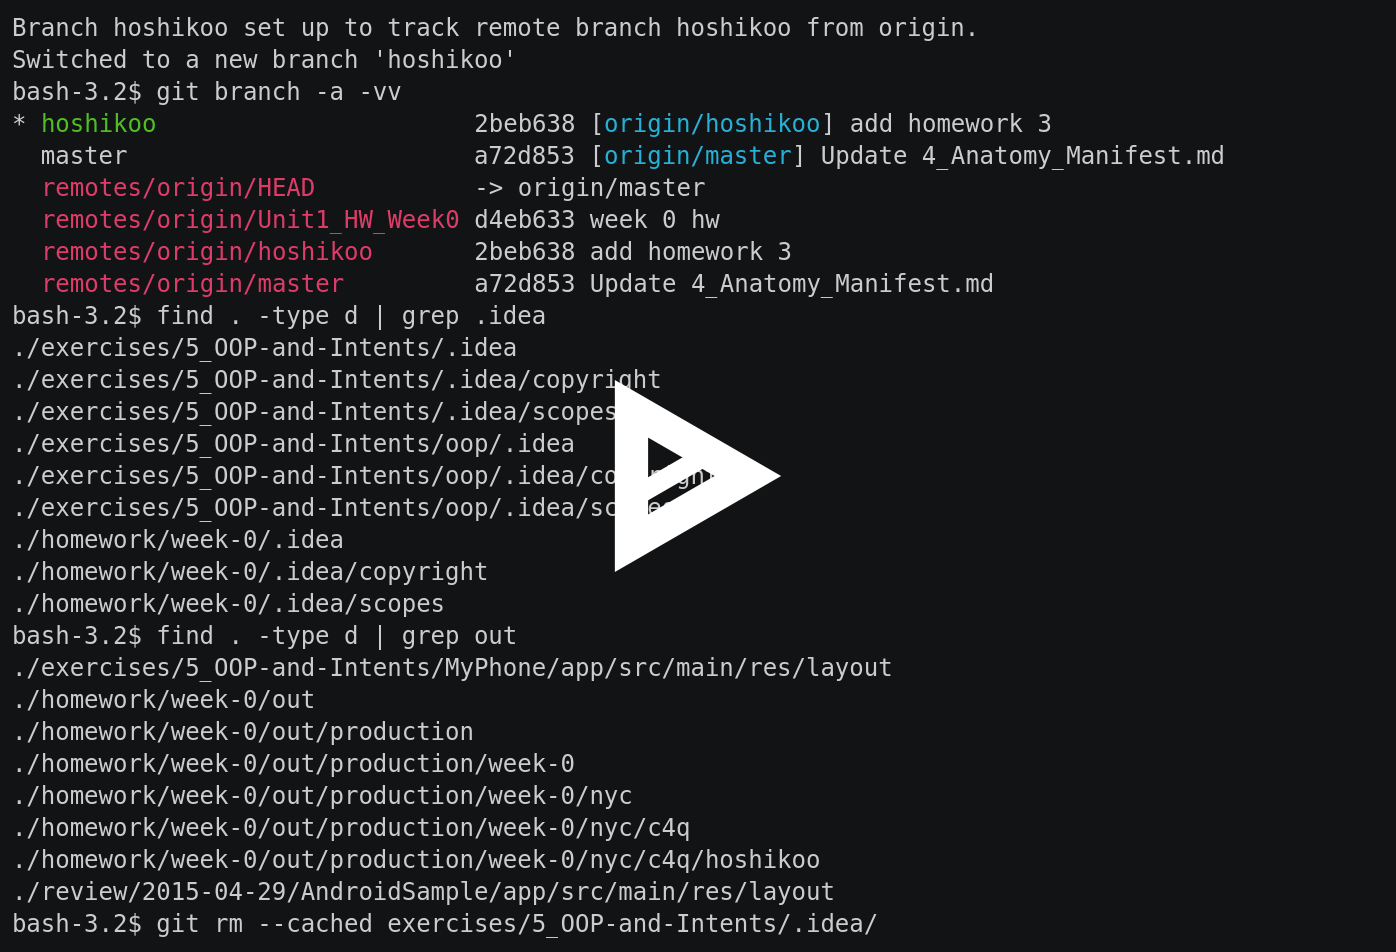 Branch hoshikoo set up to track remote branch hoshikoo from origin.
Switched to a new branch 'hoshikoo'
bash-3.2$ git branch -a -vv
* hoshikoo                      2beb638 [origin/hoshikoo] add homework 3
  master                        a72d853 [origin/master] Update 4_Anatomy_Manifest.md
  remotes/origin/HEAD           -> origin/master
  remotes/origin/Unit1_HW_Week0 d4eb633 week 0 hw
  remotes/origin/hoshikoo       2beb638 add homework 3
  remotes/origin/master         a72d853 Update 4_Anatomy_Manifest.md
bash-3.2$ find . -type d | grep .idea
./exercises/5_OOP-and-Intents/.idea
./exercises/5_OOP-and-Intents/.idea/copyright
./exercises/5_OOP-and-Intents/.idea/scopes
./exercises/5_OOP-and-Intents/oop/.idea
./exercises/5_OOP-and-Intents/oop/.idea/copyright
./exercises/5_OOP-and-Intents/oop/.idea/scopes
./homework/week-0/.idea
./homework/week-0/.idea/copyright
./homework/week-0/.idea/scopes
bash-3.2$ find . -type d | grep out
./exercises/5_OOP-and-Intents/MyPhone/app/src/main/res/layout
./homework/week-0/out
./homework/week-0/out/production
./homework/week-0/out/production/week-0
./homework/week-0/out/production/week-0/nyc
./homework/week-0/out/production/week-0/nyc/c4q
./homework/week-0/out/production/week-0/nyc/c4q/hoshikoo
./review/2015-04-29/AndroidSample/app/src/main/res/layout
bash-3.2$ git rm --cached exercises/5_OOP-and-Intents/.idea/